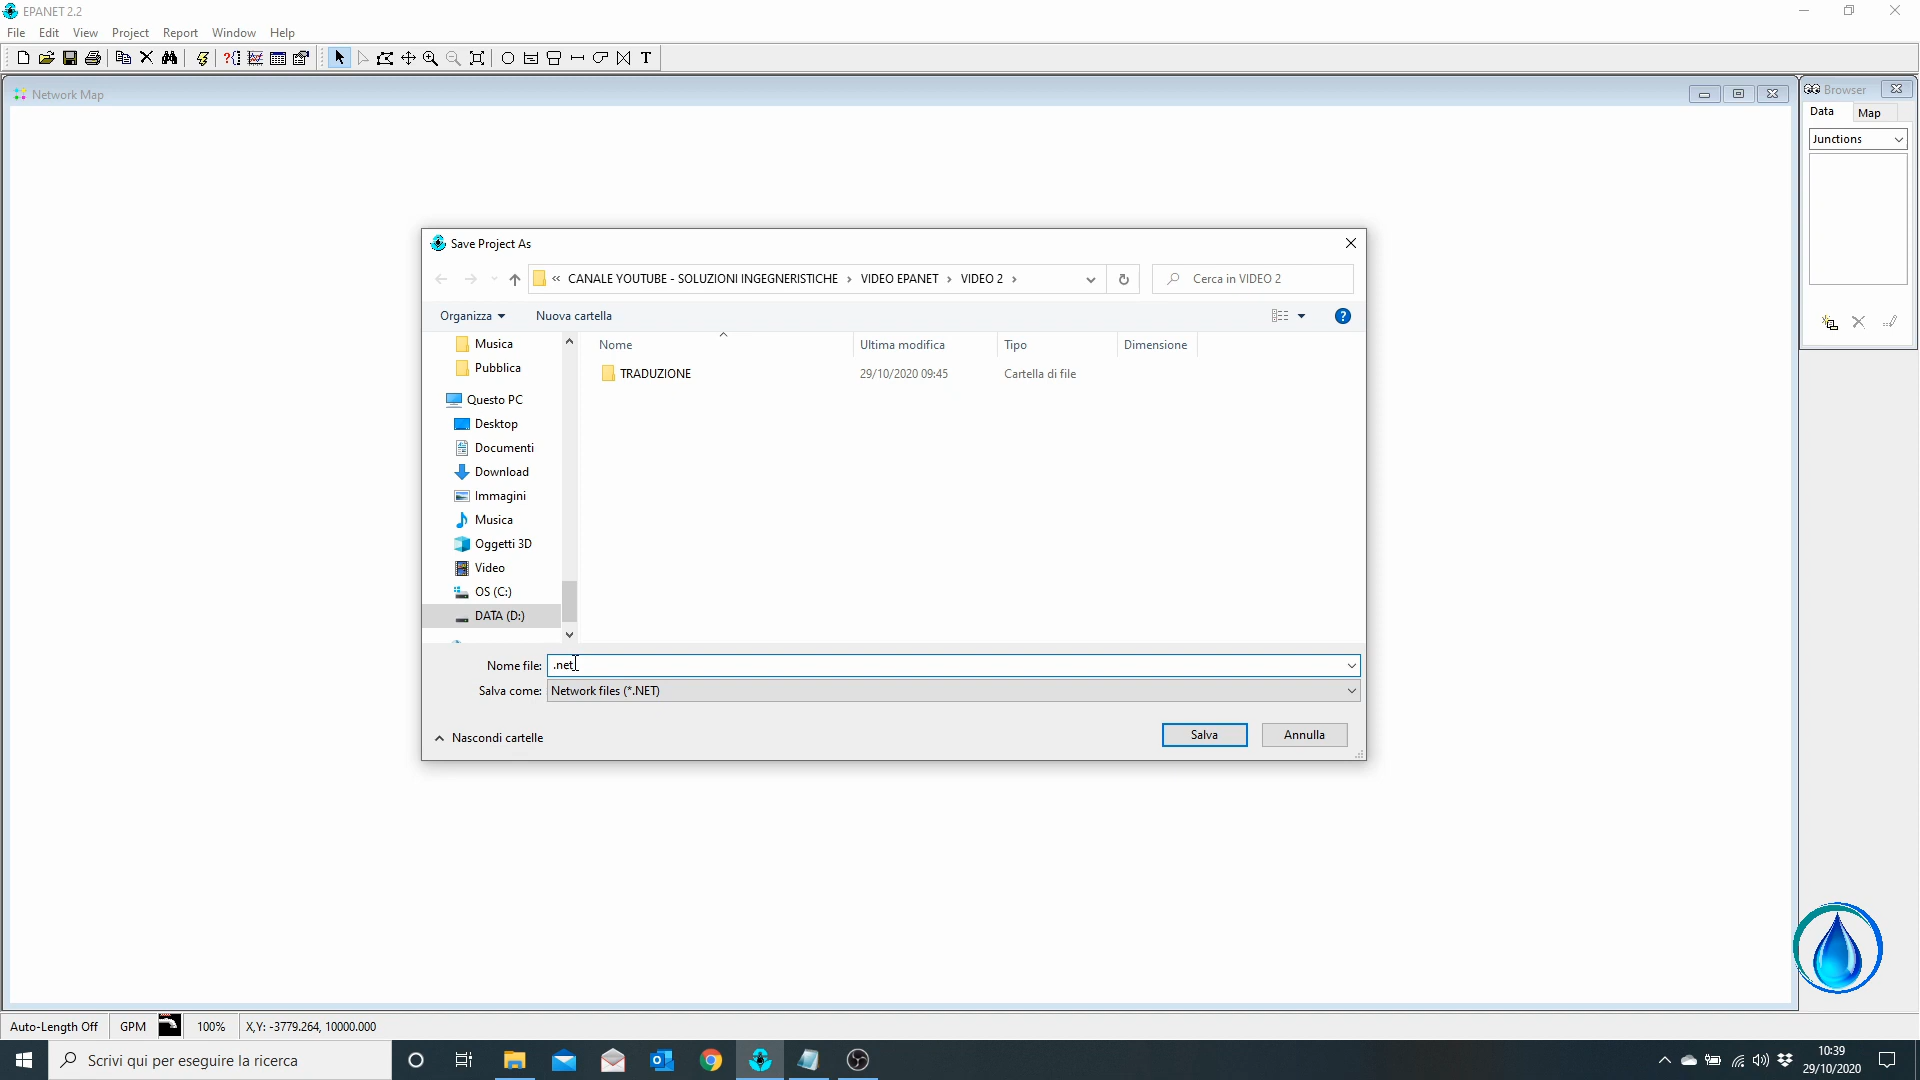 EPANET 2.2
File Edit View Project Report Window Help
T
Network Map
Browser
Data Map
Junctions
Save Project As
« CANALE YOUTUBE - SOLUZIONI INGEGNERISTICHE › VIDEO EPANET › VIDEO 2 ›
Cerca in VIDEO 2
Organizza Nuova cartella
Musica
Pubblica
Questo PC
Desktop
Documenti
Download
Immagini
Musica
Oggetti 3D
Video
OS (C:)
DATA (D:)
Nome Ultima modifica Tipo Dimensione
TRADUZIONE 29/10/2020 09:45 Cartella di file
Nome file: .net
Salva come: Network files (*.NET)
Nascondi cartelle
Salva Annulla
Auto-Length Off GPM 100% X,Y: -3779.264, 10000.000
Scrivi qui per eseguire la ricerca
10:39
29/10/2020